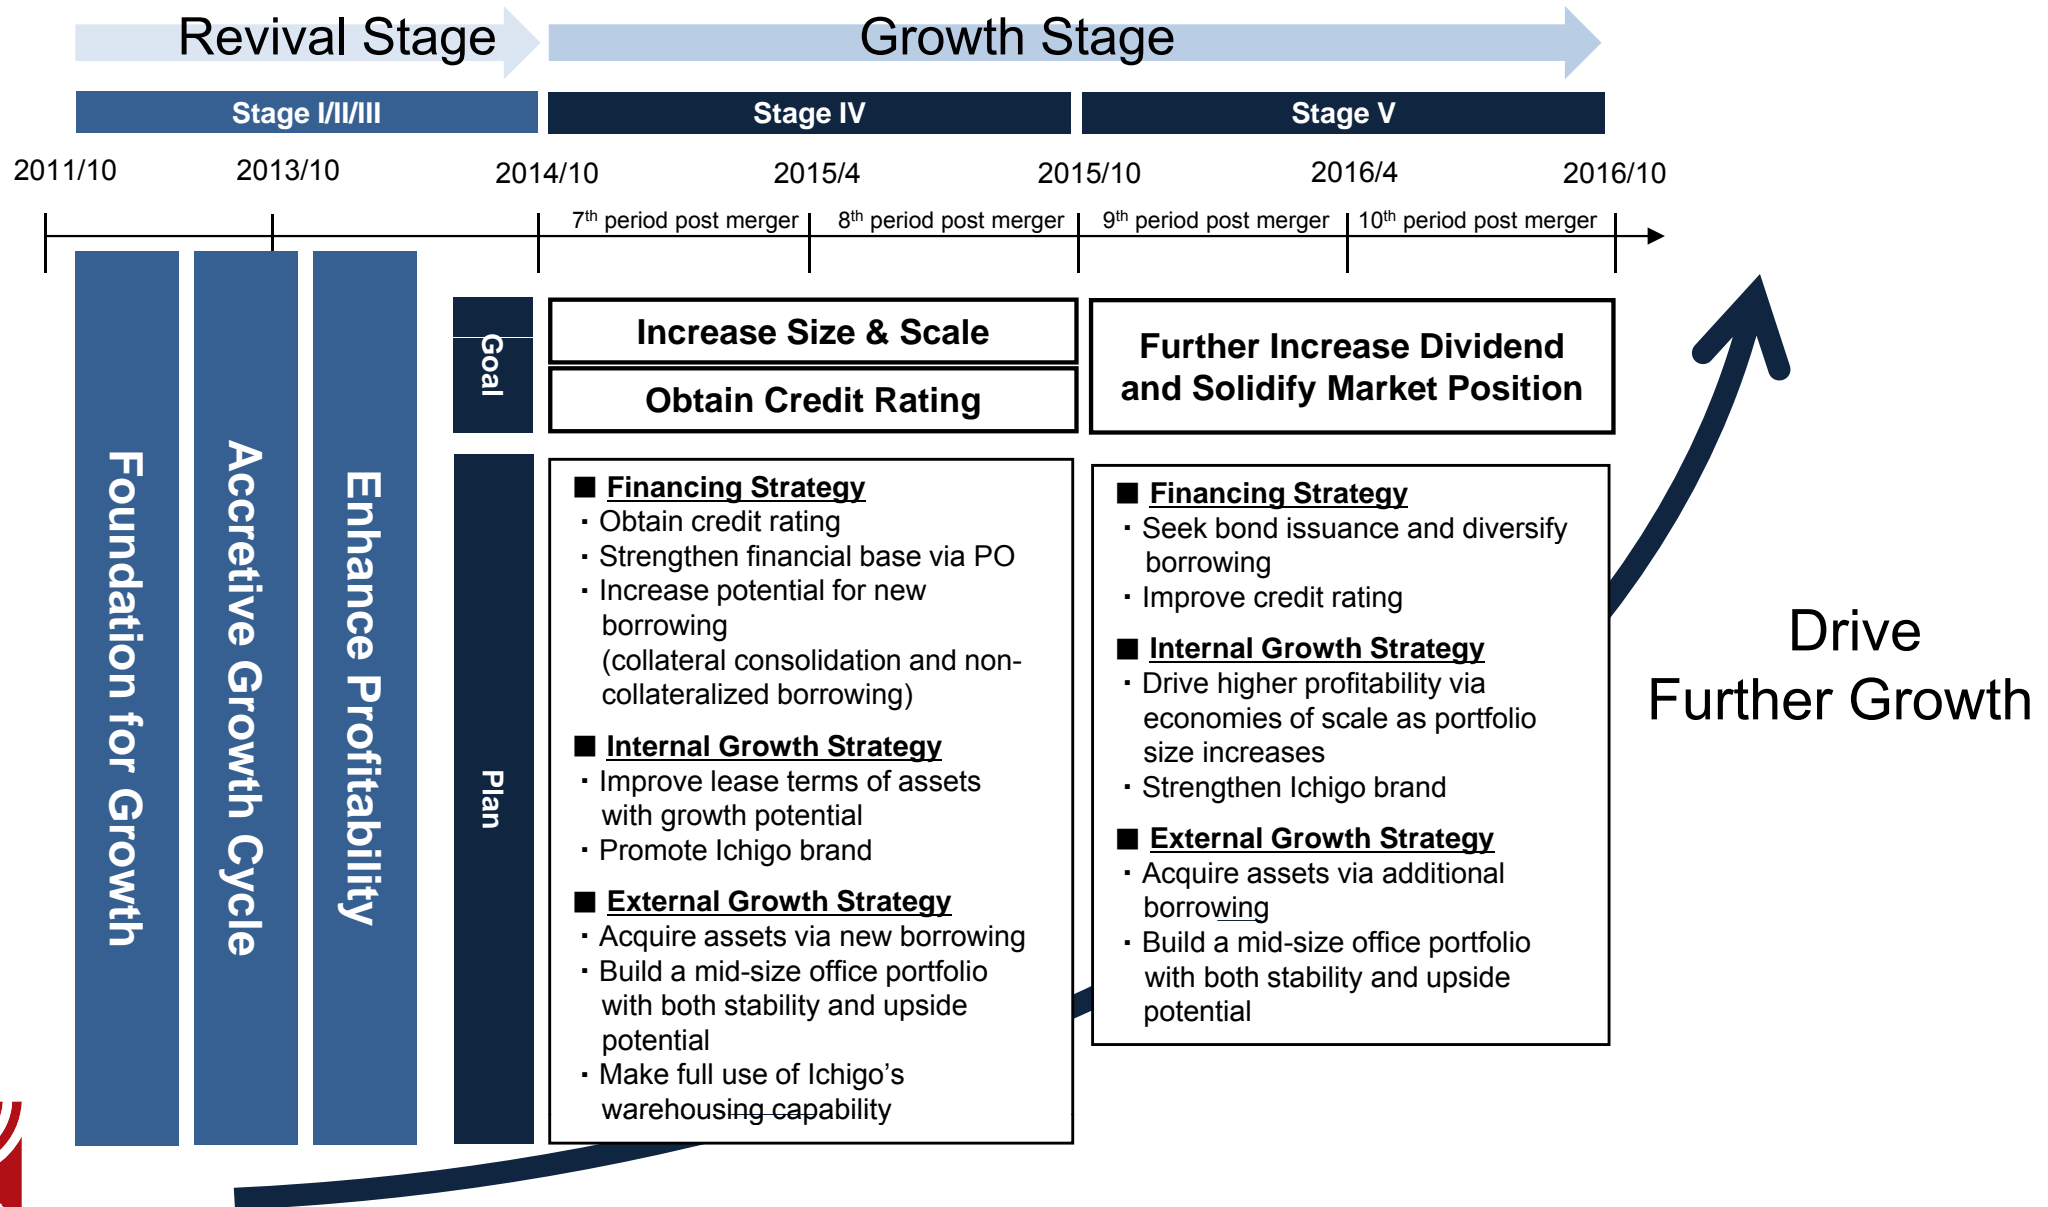 Revival Stage
Growth Stage
Stage I/II/III
Stage IV
Stage V
2011/10
2013/10
2014/10
2015/4
2015/10
2016/4
2016/10
7th period post merger
8th period post merger
9th period post merger
10th period post merger
Foundation for Growth
Accretive Growth Cycle
Enhance Profitability
Goal
Increase Size & Scale
Obtain Credit Rating
Further Increase Dividend
and Solidify Market Position
Plan
■ Financing Strategy
・Obtain credit rating
・Strengthen financial base via PO
・Increase potential for new
borrowing
(collateral consolidation and non-
collateralized borrowing)
■ Internal Growth Strategy
・Improve lease terms of assets
with growth potential
・Promote Ichigo brand
■ External Growth Strategy
・Acquire assets via new borrowing
・Build a mid-size office portfolio
with both stability and upside
potential
・Make full use of Ichigo’s
warehousing capability
■ Financing Strategy
・Seek bond issuance and diversify
borrowing
・Improve credit rating
■ Internal Growth Strategy
・Drive higher profitability via
economies of scale as portfolio
size increases
・Strengthen Ichigo brand
■ External Growth Strategy
・Acquire assets via additional
borrowing
・Build a mid-size office portfolio
with both stability and upside
potential
Drive
Further Growth